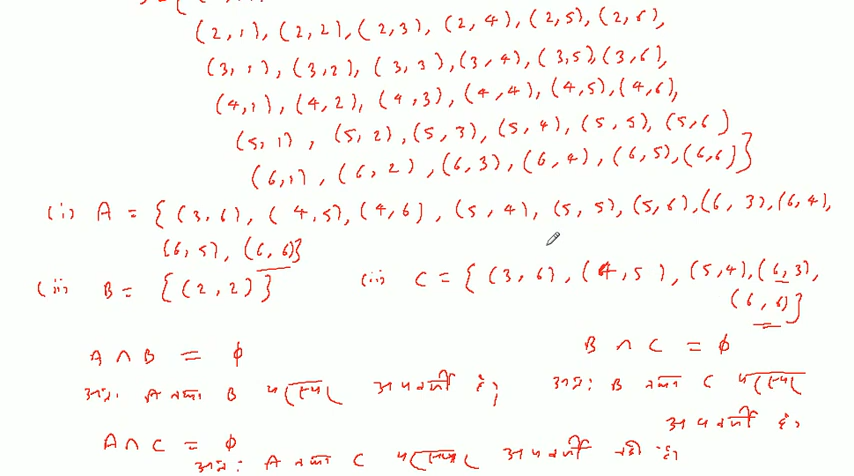 (2,1), (2,2), (2,3), (2,4), (2,5), (2,6),
(3,1), (3,2), (3,3), (3,4), (3,5), (3,6),
(4,1), (4,2), (4,3), (4,4), (4,5), (4,6),
(5,1), (5,2), (5,3), (5,4), (5,5), (5,6)
(6,1), (6,2), (6,3), (6,4), (6,5), (6,6)}
(i) A = {(3,6), (4,5), (4,6), (5,4), (5,5), (5,6), (6,3), (6,4),
(6,5), (6,6)}
(ii) B = {(2,2)} (ii) C = {(3,6), (4,5), (5,4), (6,3),
(6,6)}
A ∩ B = ϕ B ∩ C = ϕ
अतः A तथा B परस्पर अपवर्जी हैं, अतः B तथा C परस्पर
अपवर्जी हैं,
A ∩ C = ϕ
अतः A तथा C परस्पर अपवर्जी नहीं हैं,